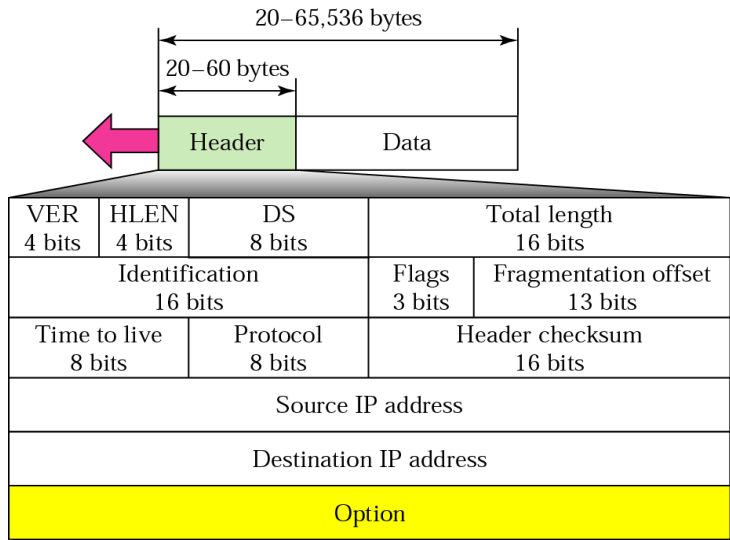 20–65,536 bytes
20–60 bytes
Header
Data
VER
4 bits
HLEN
4 bits
DS
8 bits
Total length
16 bits
Identification
16 bits
Flags
3 bits
Fragmentation offset
13 bits
Time to live
8 bits
Protocol
8 bits
Header checksum
16 bits
Source IP address
Destination IP address
Option